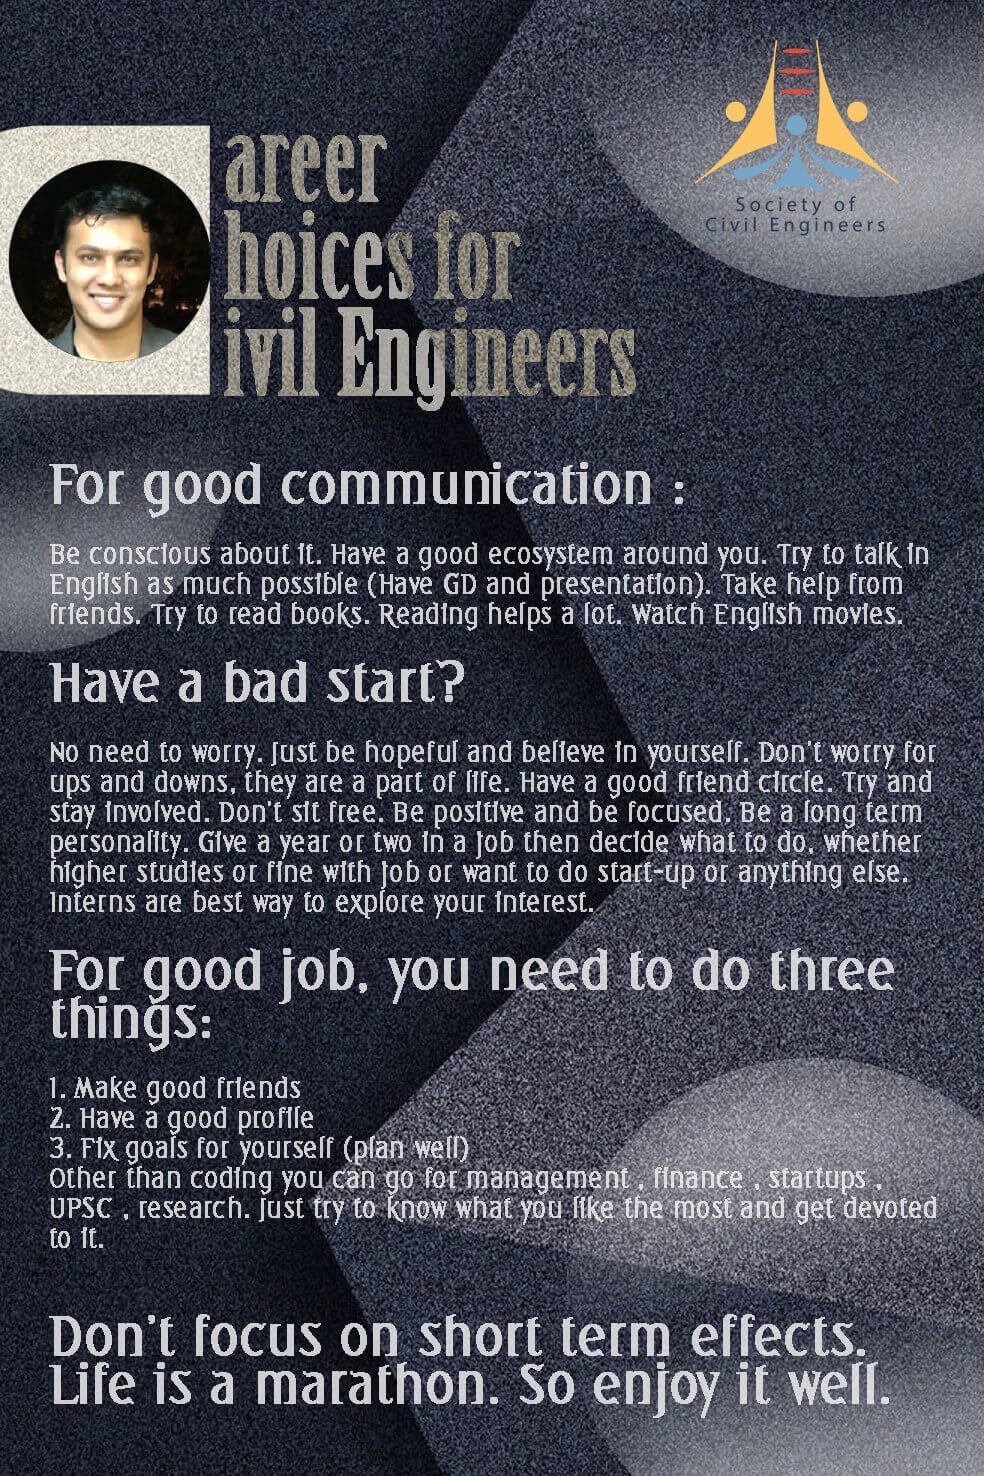 Society of
Civil Engineers
areer
hoices for
ivil Engineers
For good communication :
Be conscious about it. Have a good ecosystem around you. Try to talk in
English as much possible (Have GD and presentation). Take help from
friends. Try to read books. Reading helps a lot. Watch English movies.
Have a bad start?
No need to worry. Just be hopeful and believe in yourself. Don't worry for
ups and downs, they are a part of life. Have a good friend circle. Try and
stay involved. Don't sit free. Be positive and be focused. Be a long term
personality. Give a year or two in a job then decide what to do, whether
higher studies or fine with job or want to do start-up or anything else.
Interns are best way to explore your interest.
For good job, you need to do three
things:
1. Make good friends
2. Have a good profile
3. Fix goals for yourself (plan well)
Other than coding you can go for management , finance , startups ,
UPSC , research. Just try to know what you like the most and get devoted
to it.
Don't focus on short term effects.
Life is a marathon. So enjoy it well.